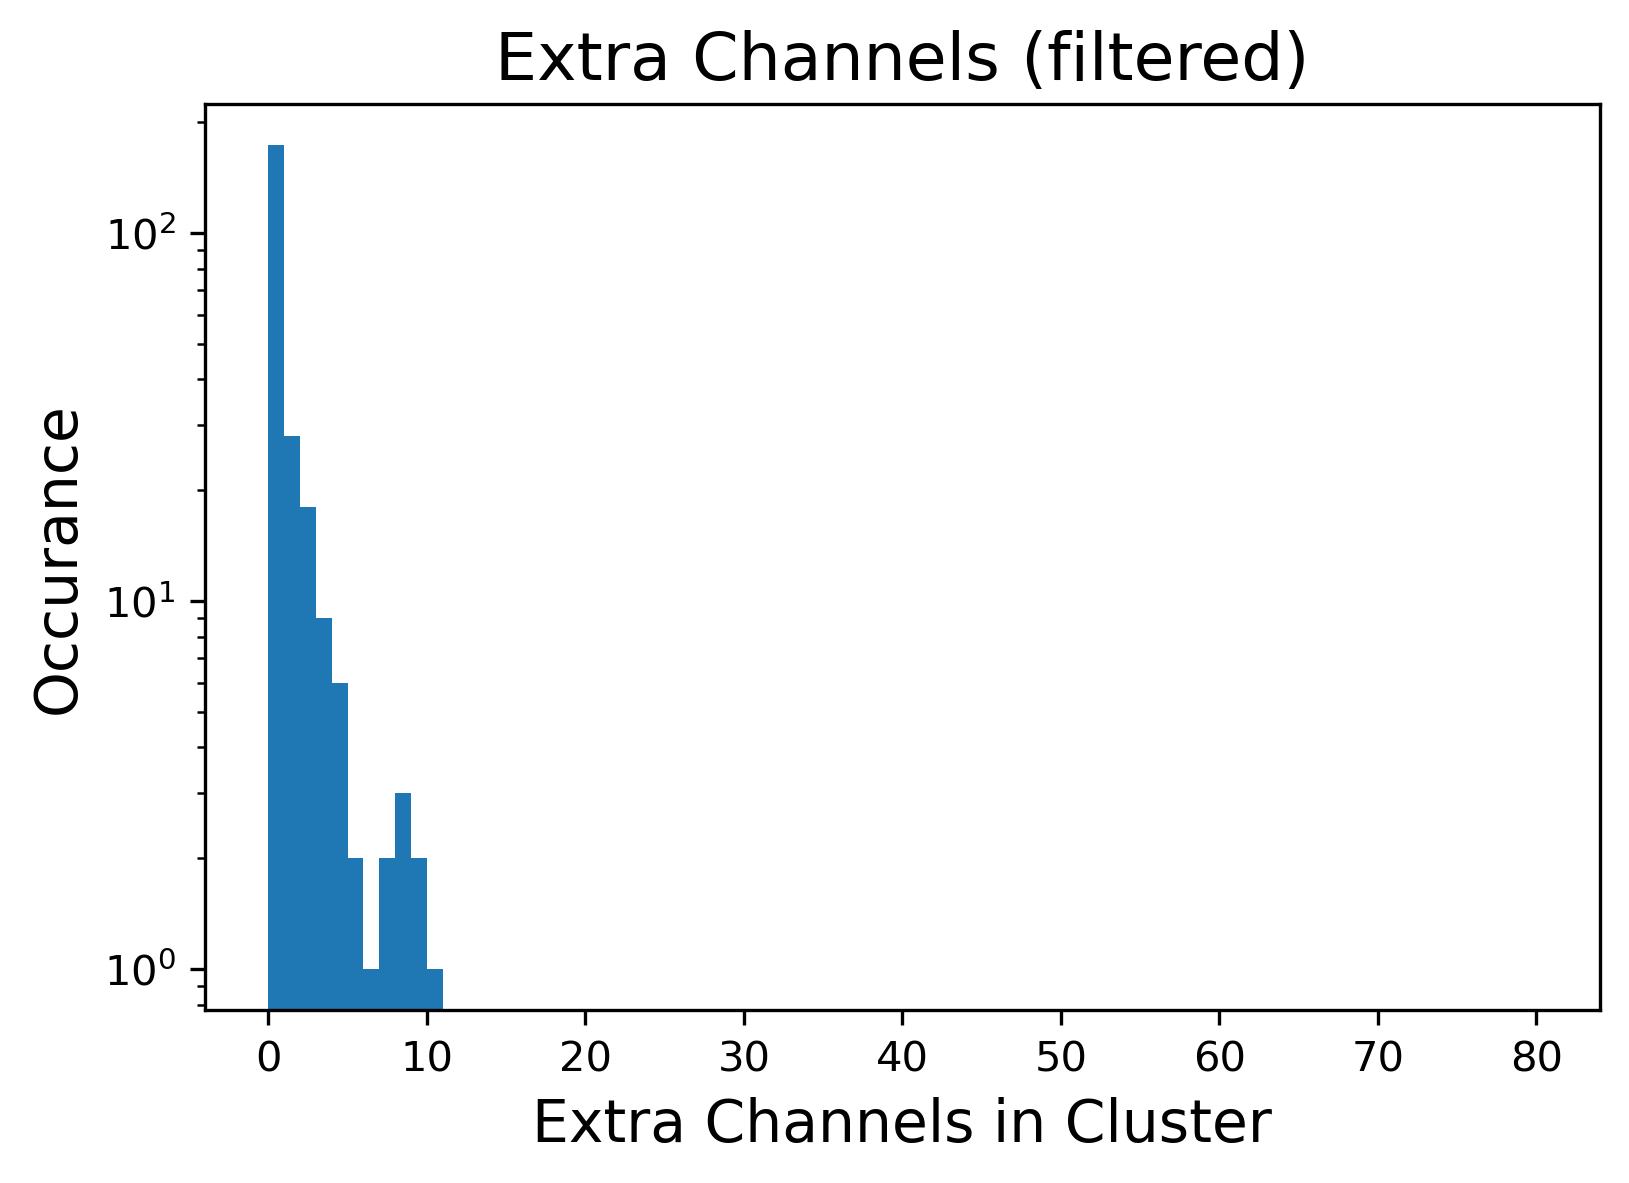 Extra Channels (filtered)
Occurance
10²
10¹
10⁰
0 10 20 30 40 50 60 70 80
Extra Channels in Cluster